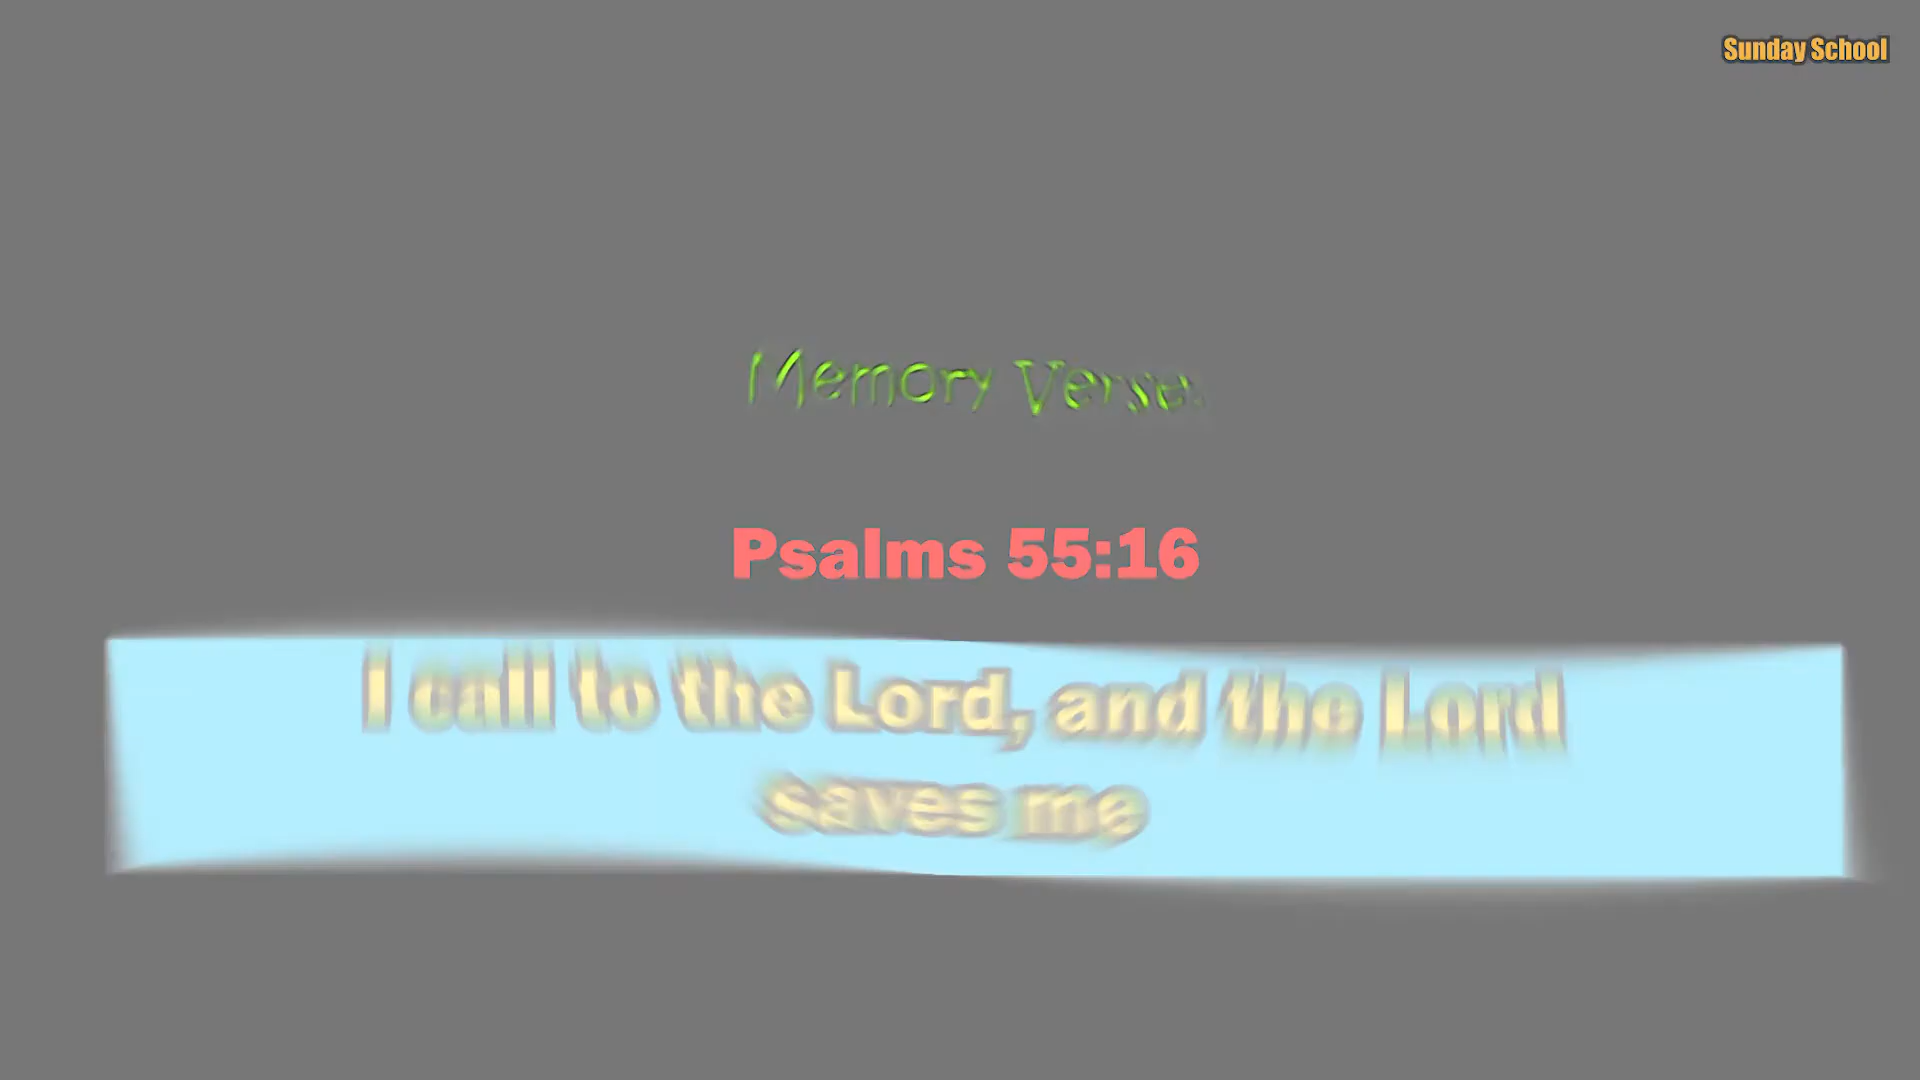 Sunday School
Memory Verse:
Psalms 55:16
I call to the Lord, and the Lord
saves me